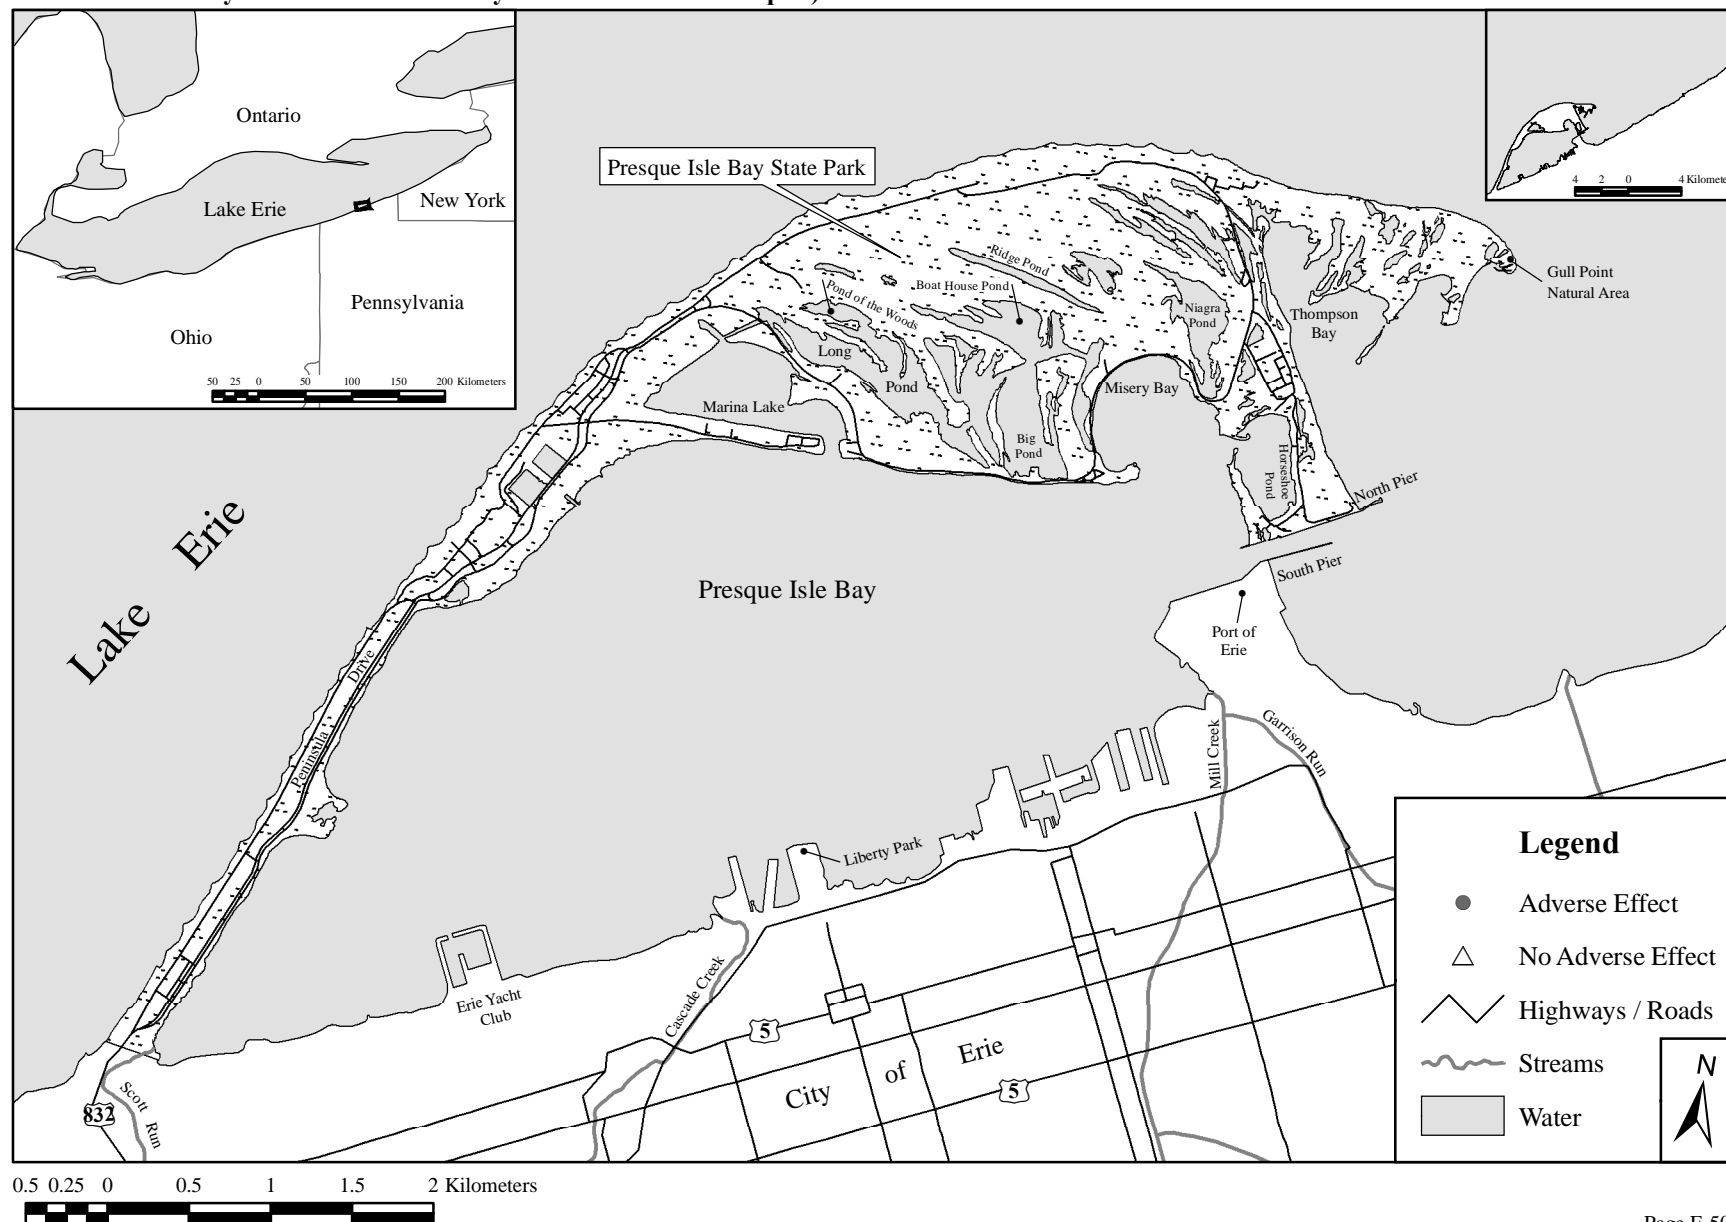 Ontario
Lake Erie
New York
Pennsylvania
Ohio
50 25 0 50 100 150 200 Kilometers
4 2 0
Presque Isle Bay State Park
Ridge Pond
Boat House Pond
Pond of the Woods
Niagra
Pond
Thompson
Bay
Gull Point
Natural Area
Long
Pond
Misery Bay
Marina Lake
Big
Pond
Horseshoe
Pond
North Pier
South Pier
Lake Erie
Presque Isle Bay
Port of
Erie
Peninsula Drive
Mill Creek
Garrison Run
Liberty Park
Erie Yacht
Club
Cascade Creek
5
City of Erie
5
Scott Run
832
Legend
Adverse Effect
No Adverse Effect
Highways / Roads
Streams
Water
N
0.5 0.25 0 0.5 1 1.5 2 Kilometers